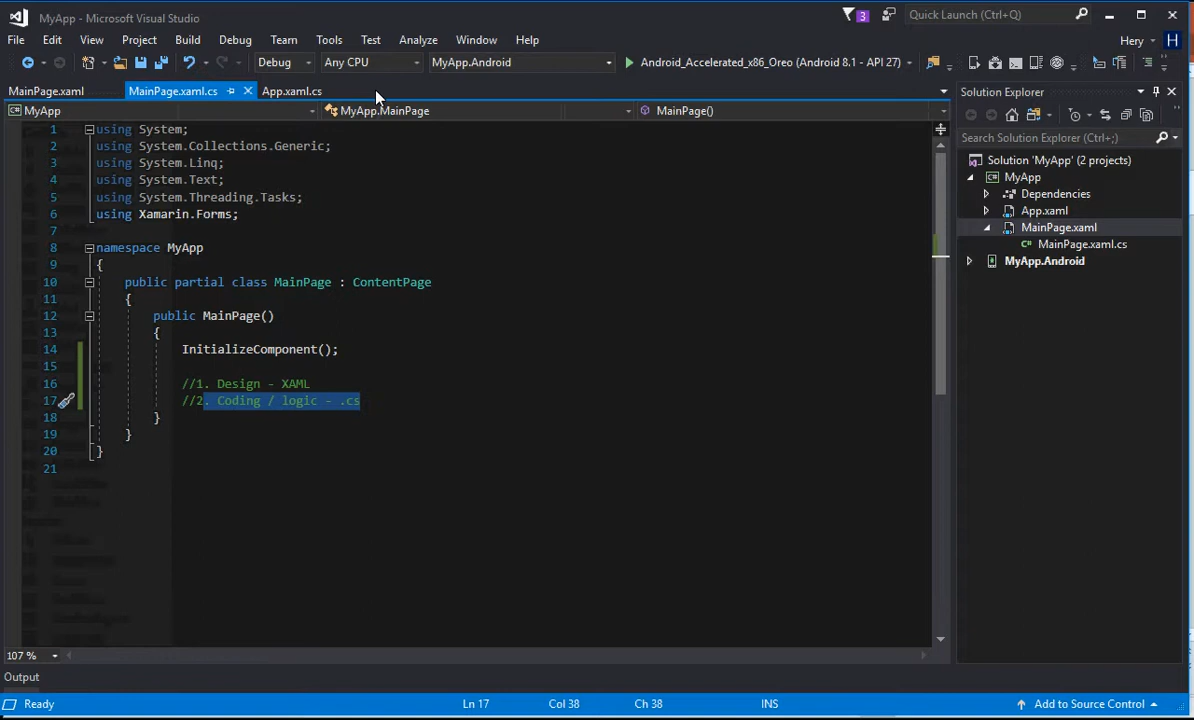 MyApp - Microsoft Visual Studio
3
Quick Launch (Ctrl+Q)
File Edit View Project Build Debug Team Tools Test Analyze Window Help
Hery H
Debug Any CPU MyApp.Android Android_Accelerated_x86_Oreo (Android 8.1 - API 27)
MainPage.xaml MainPage.xaml.cs App.xaml.cs
MyApp MyApp.MainPage MainPage()
1 using System;
2 using System.Collections.Generic;
3 using System.Linq;
4 using System.Text;
5 using System.Threading.Tasks;
6 using Xamarin.Forms;
7
8 namespace MyApp
9 {
10 public partial class MainPage : ContentPage
11 {
12 public MainPage()
13 {
14 InitializeComponent();
15
16 //1. Design - XAML
17 //2. Coding / logic - .cs
18 }
19 }
20 }
21
107 %
Output
Solution Explorer
Search Solution Explorer (Ctrl+;)
Solution 'MyApp' (2 projects)
C# MyApp
Dependencies
App.xaml
MainPage.xaml
C# MainPage.xaml.cs
MyApp.Android
Ready Ln 17 Col 38 Ch 38 INS Add to Source Control